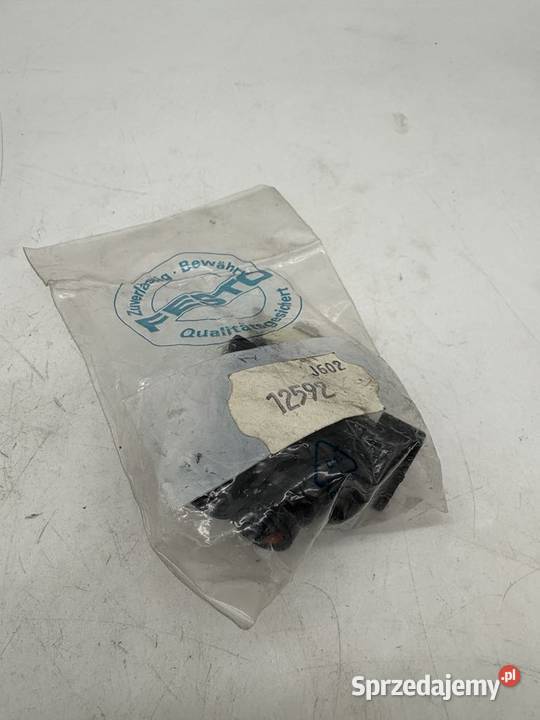 Zuverlässig · Bewährt
FESTO
Qualitätsgesichert
J602
12592
Sprzedajemy.pl